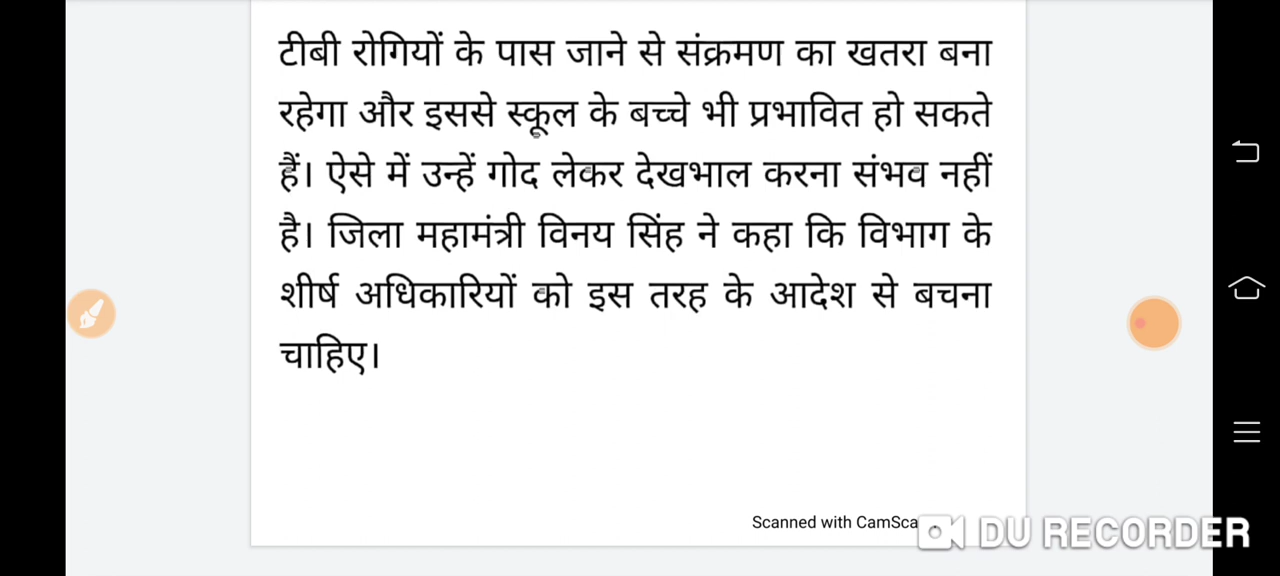 टीबी रोगियों के पास जाने से संक्रमण का खतरा बना
रहेगा और इससे स्कूल के बच्चे भी प्रभावित हो सकते
हैं। ऐसे में उन्हें गोद लेकर देखभाल करना संभव नहीं
है। जिला महामंत्री विनय सिंह ने कहा कि विभाग के
शीर्ष अधिकारियों को इस तरह के आदेश से बचना
चाहिए।
Scanned with CamSca
DU RECORDER